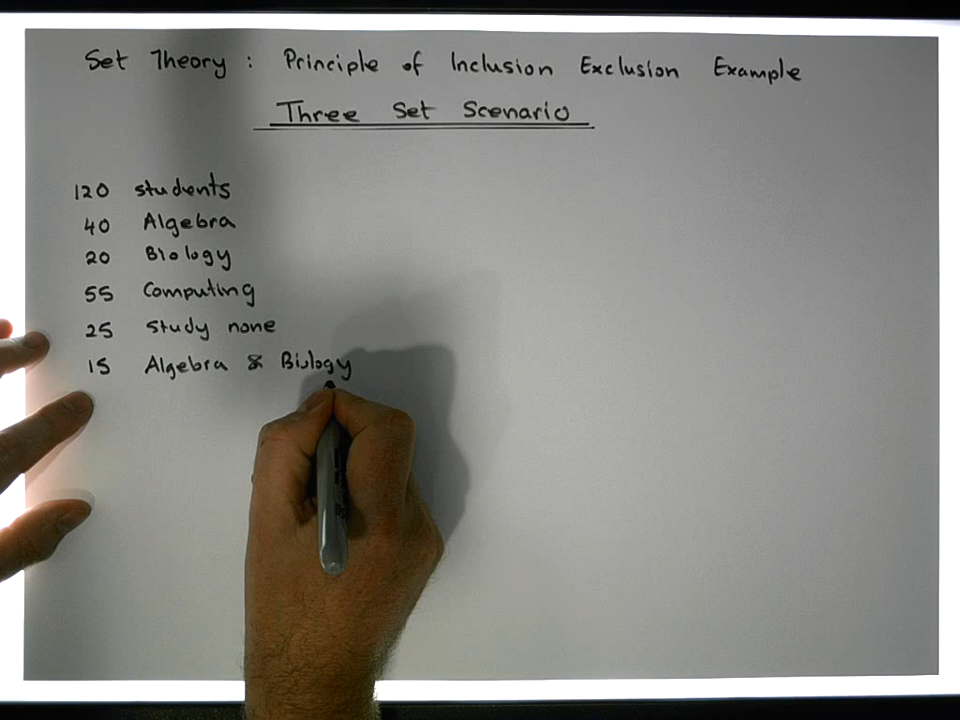 Set Theory : Principle of Inclusion Exclusion Example
Three Set Scenario
120 students
40 Algebra
20 Biology
55 Computing
25 study none
15 Algebra & Biology